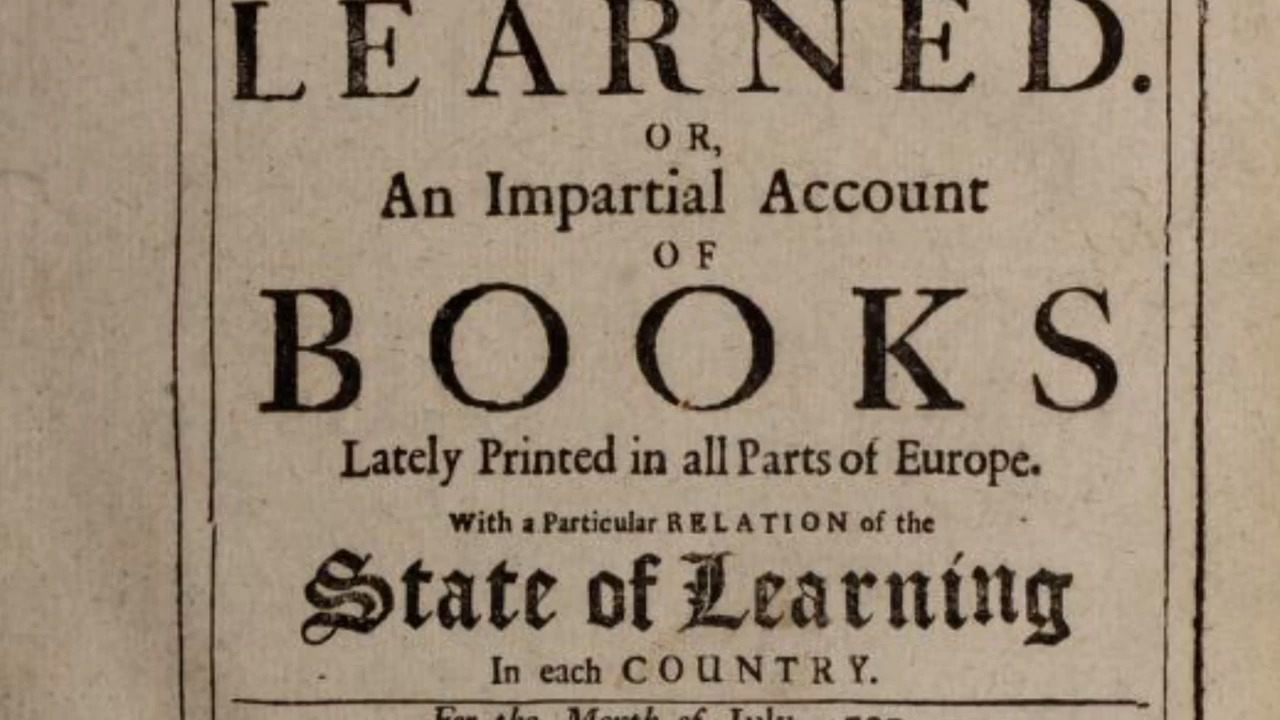 LEARNED.
OR,
An Impartial Account
OF
BOOKS
Lately Printed in all Parts of Europe.
With a Particular RELATION of the
State of Learning
In each COUNTRY.
For the Month of July